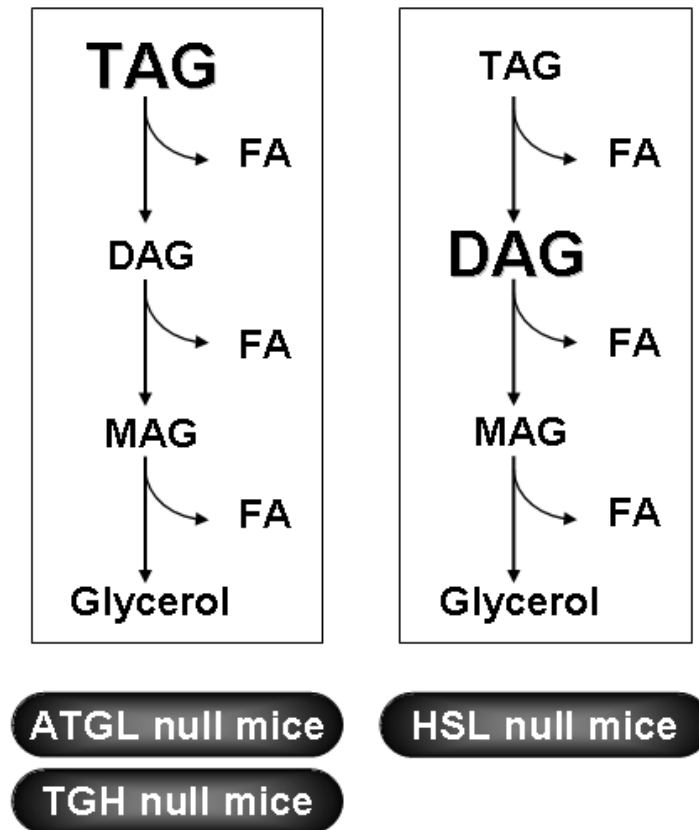 TAG
FA
DAG
FA
MAG
FA
Glycerol
ATGL null mice
TGH null mice
TAG
FA
DAG
FA
MAG
FA
Glycerol
HSL null mice